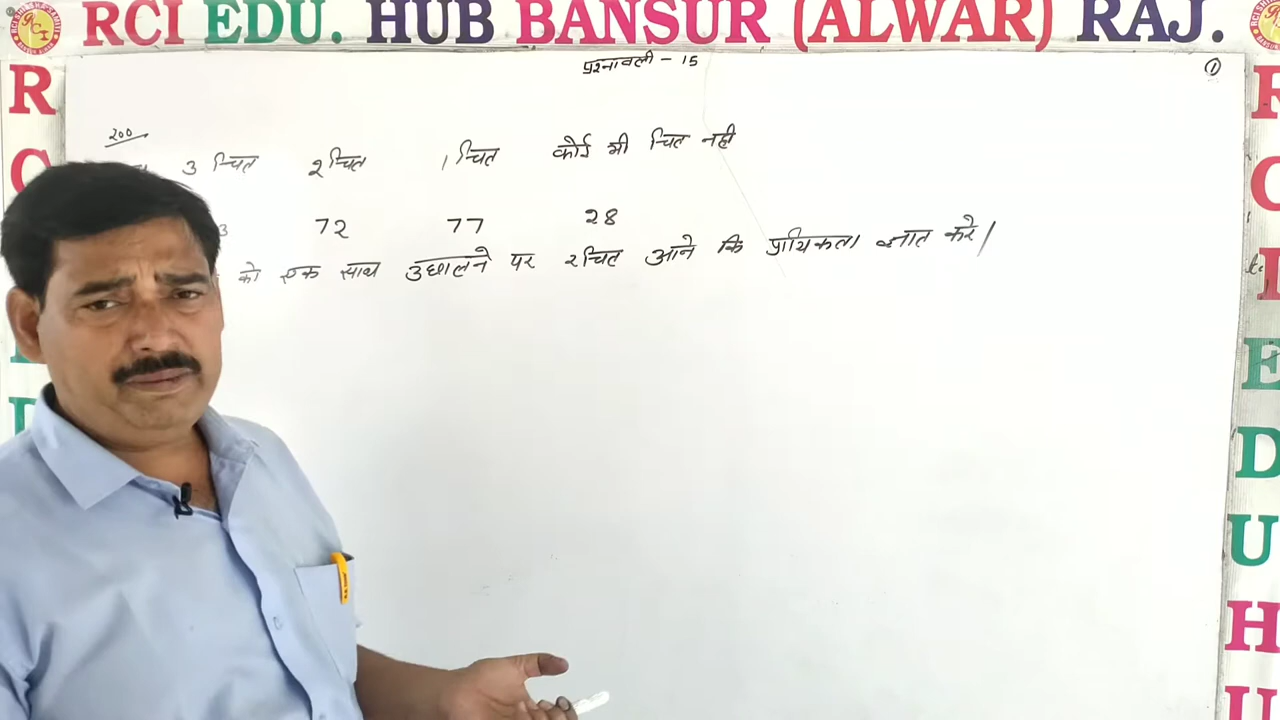 RCI EDU. HUB BANSUR (ALWAR) RAJ.
प्रश्नावली - 15
1
200
3 चित 2 चित 1 चित कोई भी चित नही
3 72 77 28
को एक साथ उछालने पर 2 चित आने कि प्रायिकता ज्ञात करे/
R
C
R
C
I
E
D
U
H
U